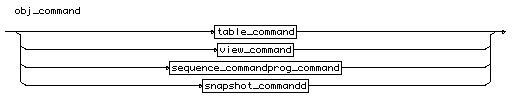 obj_command
table_command
view_command
sequence_commandprog_command
snapshot_commandd